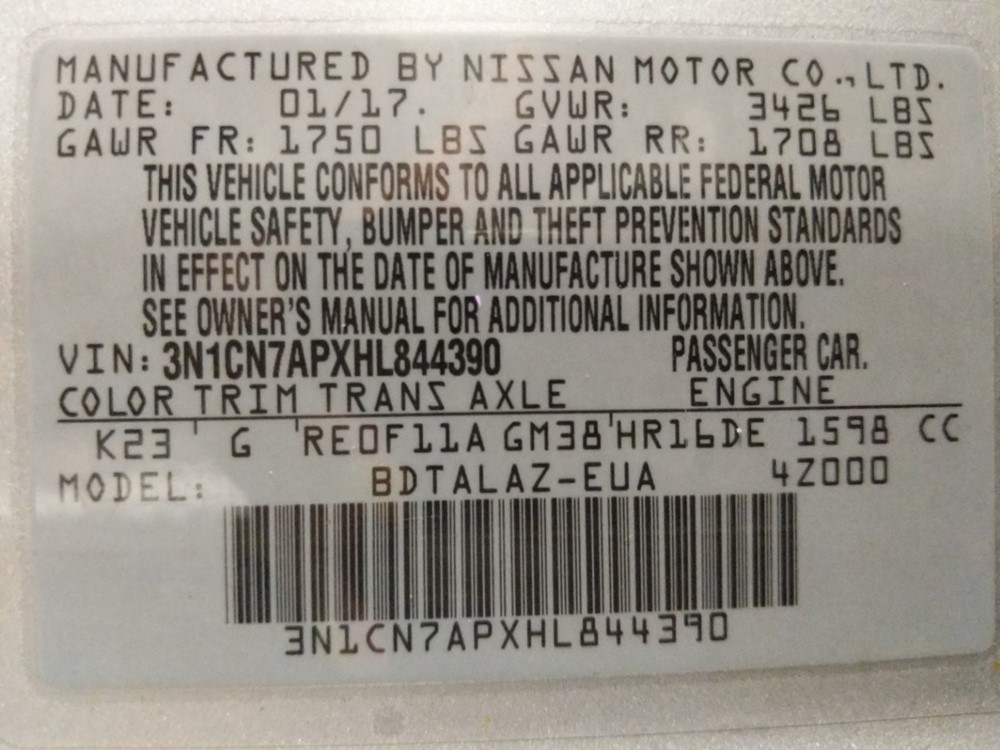 MANUFACTURED BY NISSAN MOTOR CO., LTD.
DATE: 01/17. GVWR: 3426 LBS
GAWR FR: 1750 LBS GAWR RR: 1708 LBS
THIS VEHICLE CONFORMS TO ALL APPLICABLE FEDERAL MOTOR
VEHICLE SAFETY, BUMPER AND THEFT PREVENTION STANDARDS
IN EFFECT ON THE DATE OF MANUFACTURE SHOWN ABOVE.
SEE OWNER'S MANUAL FOR ADDITIONAL INFORMATION.
VIN: 3N1CN7APXHL844390 PASSENGER CAR.
COLOR TRIM TRANS AXLE ENGINE
K23 G RE0F11A GM38 HR16DE 1598 CC
MODEL: BDTALAZ-EUA 4Z000
3N1CN7APXHL844390